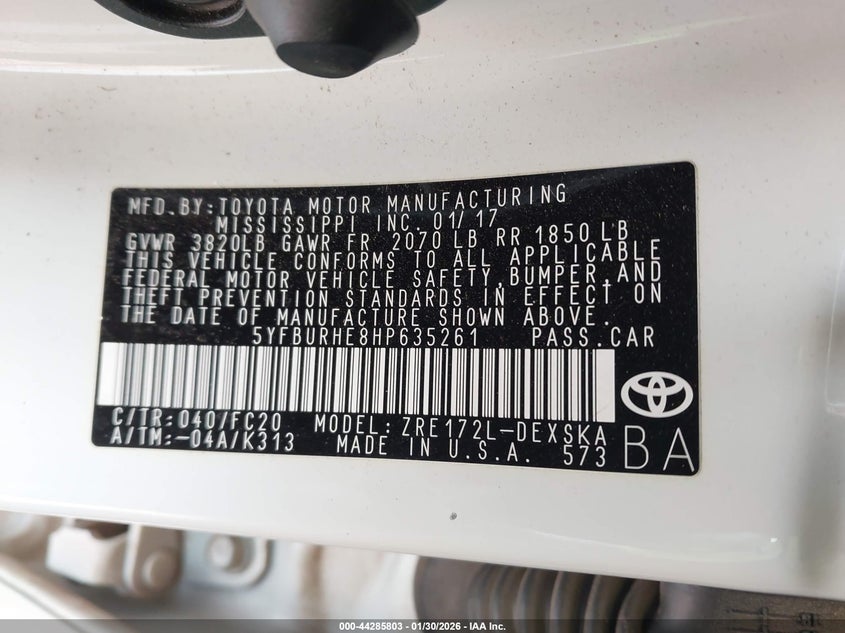 MFD.BY:TOYOTA MOTOR MANUFACTURING
MISSISSIPPI INC. 01/17
GVWR 3820LB GAWR FR 2070 LB RR 1850 LB
THIS VEHICLE CONFORMS TO ALL APPLICABLE
FEDERAL MOTOR VEHICLE SAFETY,BUMPER,AND
THEFT PREVENTION STANDARDS IN EFFECT ON
THE DATE OF MANUFACTURE SHOWN ABOVE.
5YFBURHE8HP635261 PASS.CAR
C/TR:040/FC20 MODEL:ZRE172L-DEXSKA
A/TM:-04A/K313 MADE IN U.S.A. 573 BA
000-44285803 - 01/30/2026 - IAA Inc.